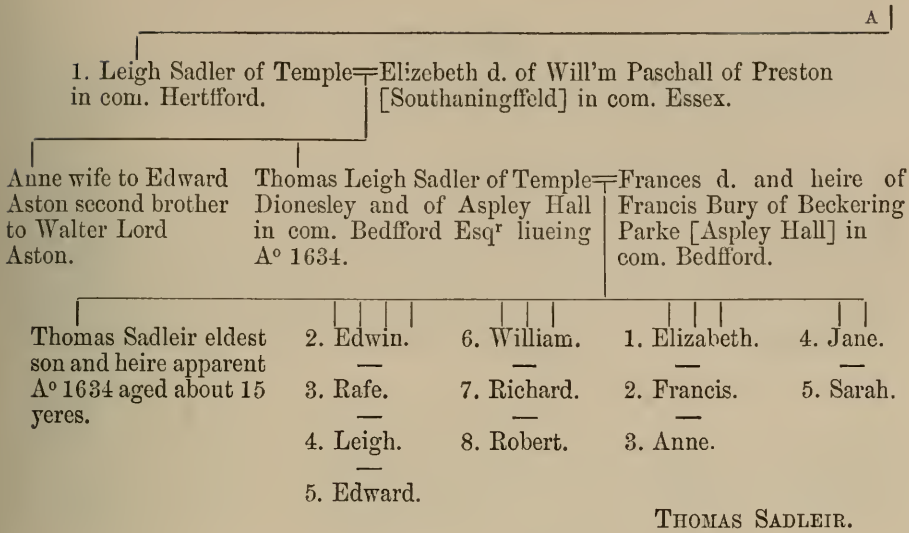 A
1. Leigh Sadler of Temple=Elizebeth d. of Will'm Paschall of Preston
in com. Hertfford. [Southaningffeld] in com. Essex.
Anne wife to Edward Thomas Leigh Sadler of Temple=Frances d. and heire of
Aston second brother Dionesley and of Aspley Hall Francis Bury of Beckering
to Walter Lord in com. Bedfford Esqr liueing Parke [Aspley Hall] in
Aston. Ao 1634. com. Bedfford.
Thomas Sadleir eldest 2. Edwin. 6. William. 1. Elizabeth. 4. Jane.
son and heire apparent
Ao 1634 aged about 15 3. Rafe. 7. Richard. 2. Francis. 5. Sarah.
yeres.
4. Leigh. 8. Robert. 3. Anne.
5. Edward.
THOMAS SADLEIR.